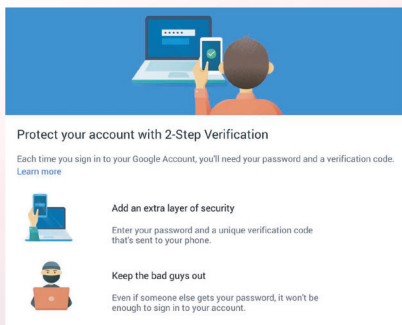 Protect your account with 2-Step Verification
Each time you sign in to your Google Account, you'll need your password and a verification code.
Learn more
Add an extra layer of security
Enter your password and a unique verification code
that's sent to your phone.
Keep the bad guys out
Even if someone else gets your password, it won't be
enough to sign in to your account.